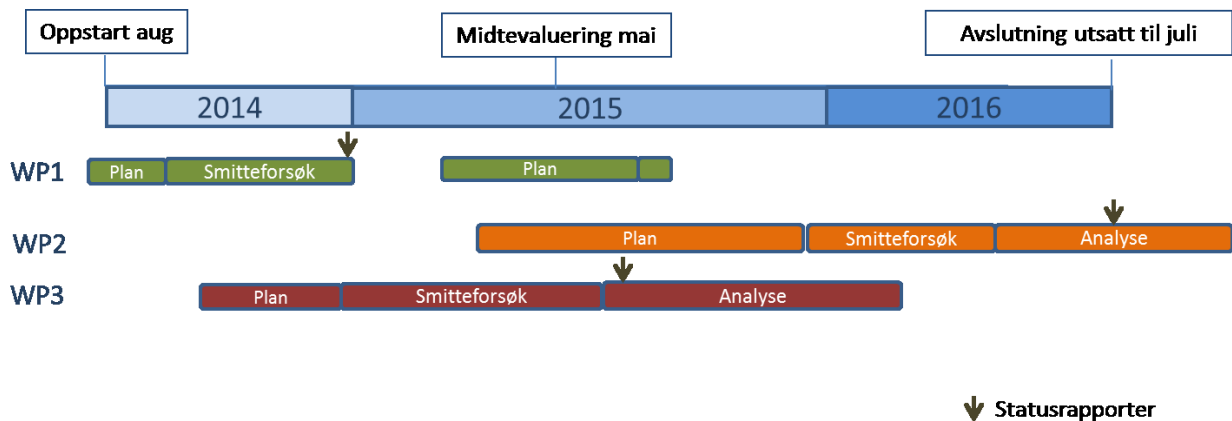 Oppstart aug
Midtevaluering mai
Avslutning utsatt til juli
2014
2015
2016
WP1
Plan
Smitteforsøk
Plan
WP2
Plan
Smitteforsøk
Analyse
WP3
Plan
Smitteforsøk
Analyse
Statusrapporter